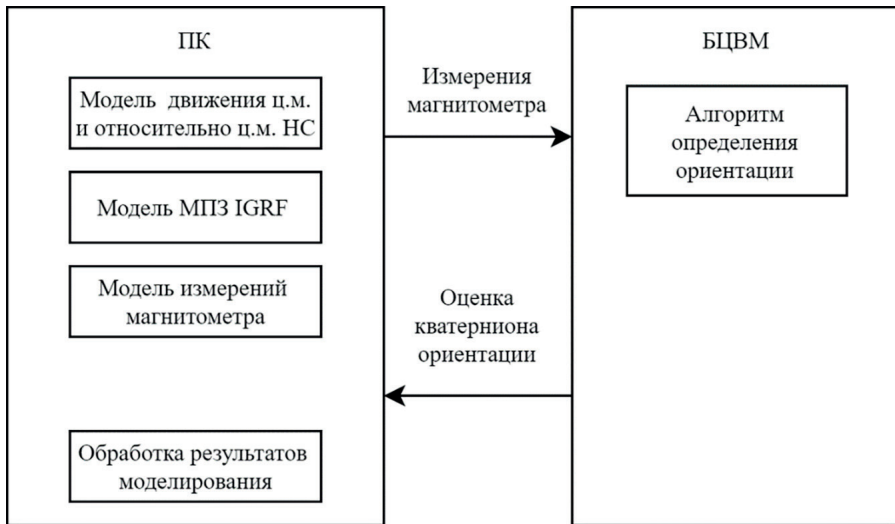 ПК
Модель движения ц.м.
и относительно ц.м. НС
Модель МПЗ IGRF
Модель измерений
магнитометра
Обработка результатов
моделирования
Измерения
магнитометра
Оценка
кватерниона
ориентации
БЦВМ
Алгоритм
определения
ориентации